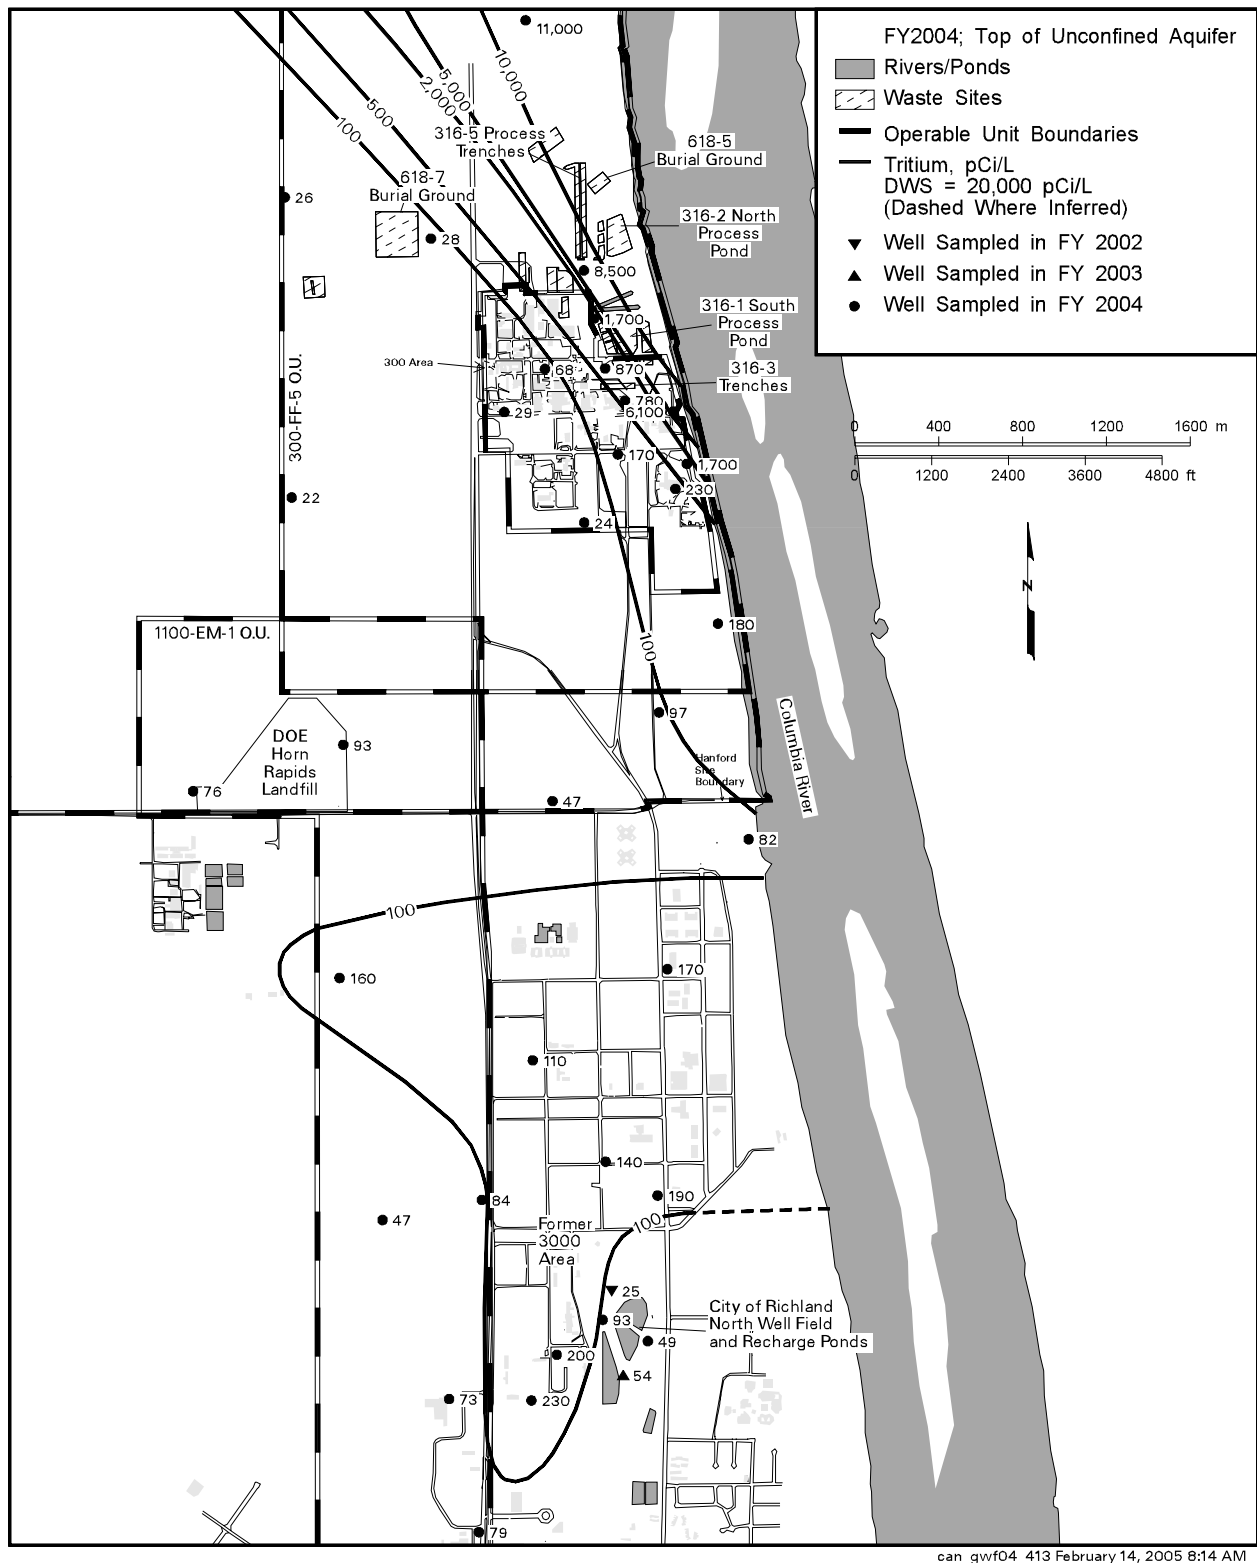 11,000
FY2004; Top of Unconfined Aquifer
Rivers/Ponds
Waste Sites
Operable Unit Boundaries
Tritium, pCi/L
DWS = 20,000 pCi/L
(Dashed Where Inferred)
Well Sampled in FY 2002
Well Sampled in FY 2003
Well Sampled in FY 2004
10,000
5,000
2,000
500
100
316-5 Process
Trenches
618-5
Burial Ground
618-7
Burial Ground
26
28
316-2 North
Process
Pond
8,500
316-1 South
Process
Pond
1,700
300 Area
68
870
316-3
Trenches
780
6,100
29
300-FF-5 O.U.
170
1,700
230
22
24
0 400 800 1200 1600 m
0 1200 2400 3600 4800 ft
N
180
1100-EM-1 O.U.
100
97
DOE
Horn
Rapids
Landfill
93
76
Hanford
Site
Boundary
Columbia River
47
82
100
160
170
110
140
190
84
47
100
Former
3000
Area
25
93
49
54
City of Richland
North Well Field
and Recharge Ponds
200
230
73
79
can_gwf04_413 February 14, 2005 8:14 AM